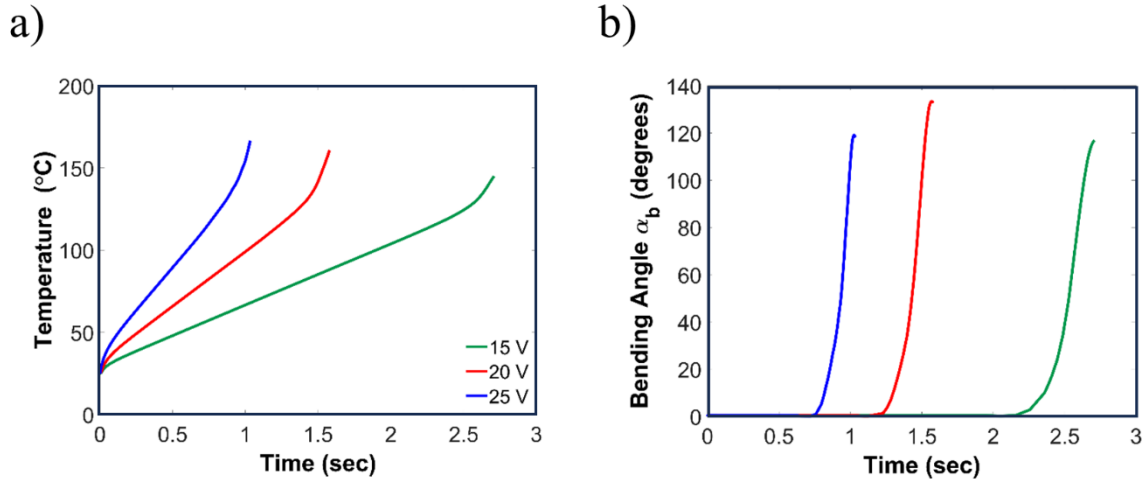 a)
b)
200
150
100
50
0
Temperature (°C)
15 V
20 V
25 V
0 0.5 1 1.5 2 2.5 3
Time (sec)
140
120
100
80
60
40
20
0
Bending Angle αb (degrees)
0 0.5 1 1.5 2 2.5 3
Time (sec)